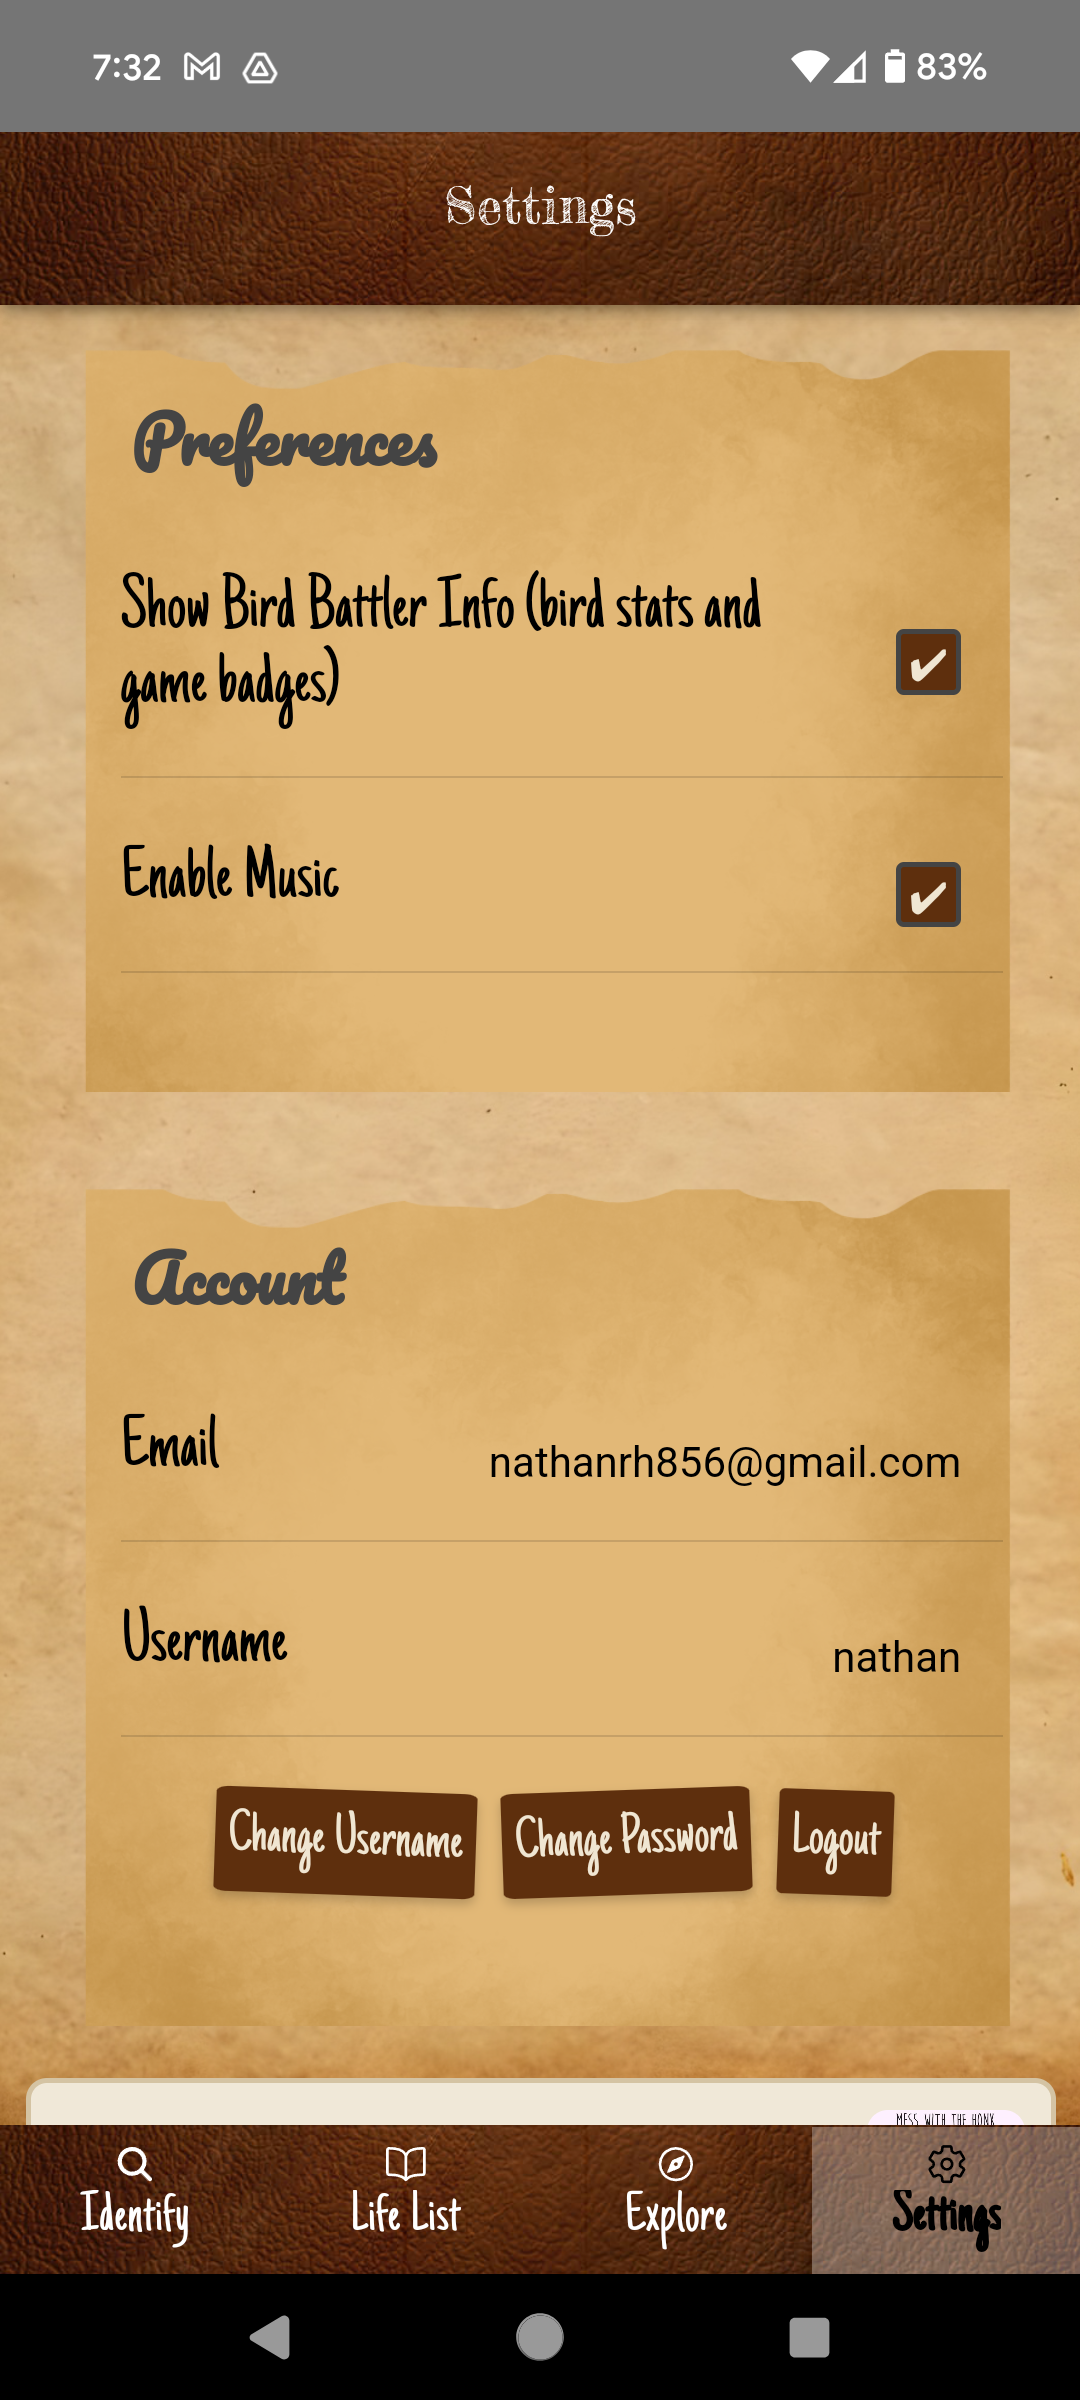 7:32
83%
Settings
Preferences
Show Bird Battler Info (bird stats and
game badges)
Enable Music
Account
Email
nathanrh856@gmail.com
Username
nathan
Change Username
Change Password
Logout
MESS WITH THE HONK
Identify
Life List
Explore
Settings